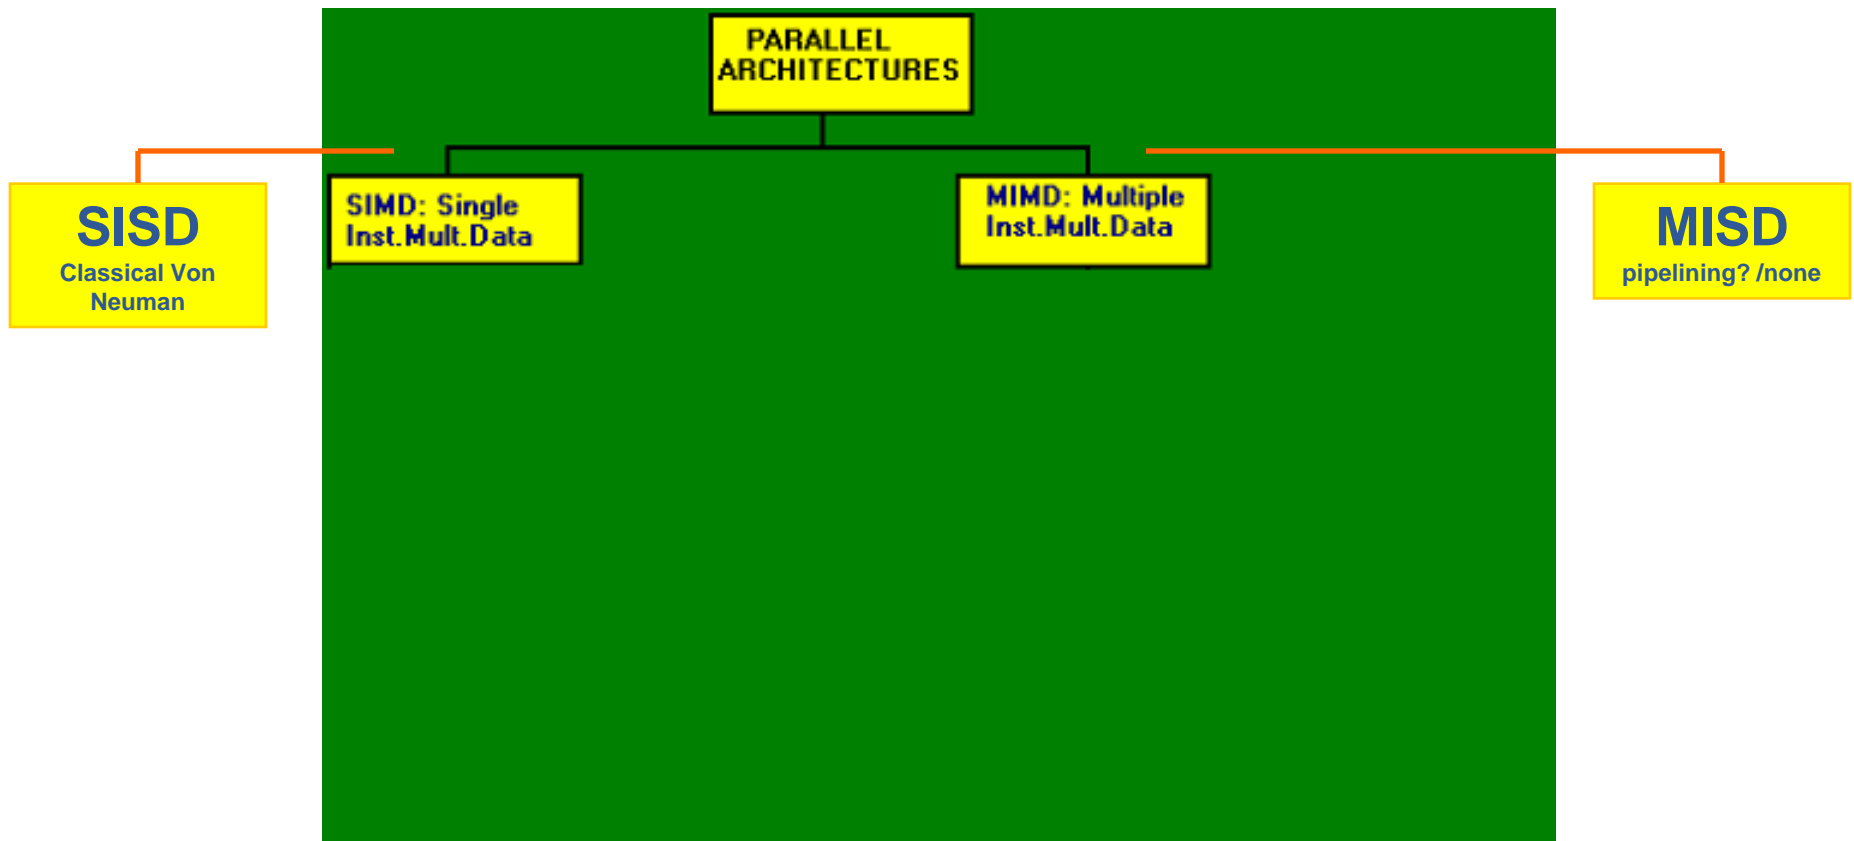 PARALLEL
ARCHITECTURES
SISD
Classical Von
Neuman
SIMD: Single
Inst.Mult.Data
MIMD: Multiple
Inst.Mult.Data
MISD
pipelining? /none